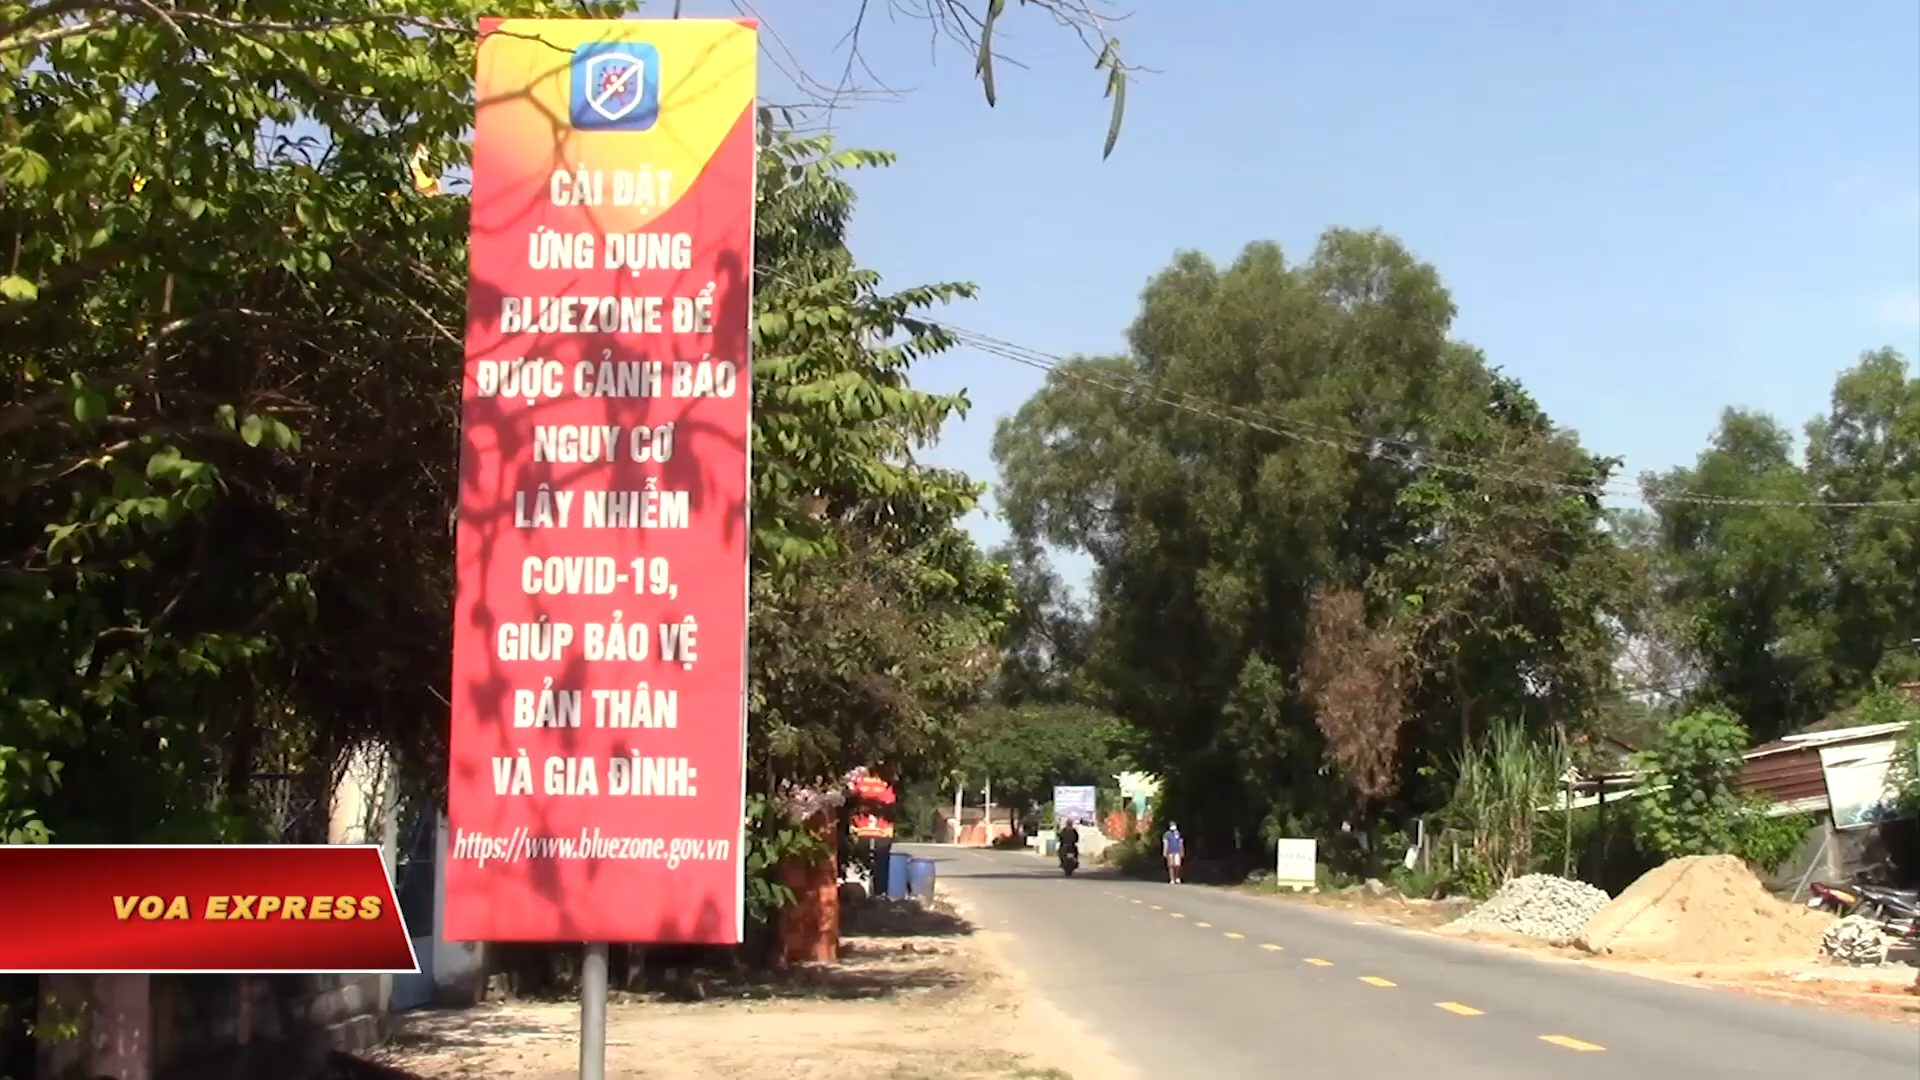 CÀI ĐẶT
ỨNG DỤNG
BLUEZONE ĐỂ
ĐƯỢC CẢNH BÁO
NGUY CƠ
LÂY NHIỄM
COVID-19,
GIÚP BẢO VỆ
BẢN THÂN
VÀ GIA ĐÌNH:
https://www.bluezone.gov.vn
VOA EXPRESS